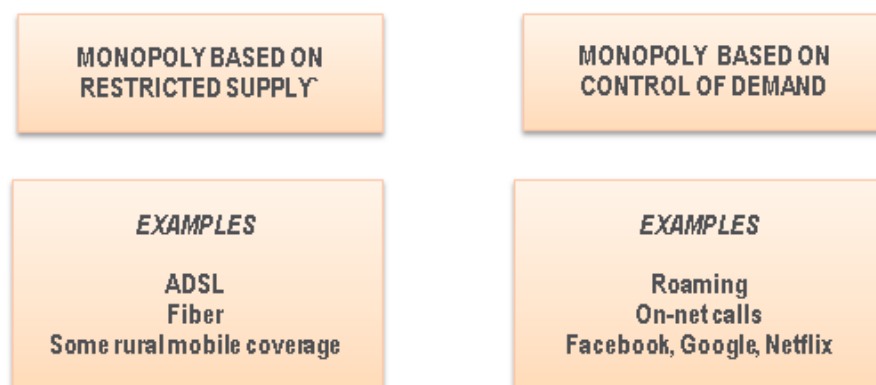 MONOPOLY BASED ON
RESTRICTED SUPPLY`
MONOPOLY BASED ON
CONTROL OF DEMAND
EXAMPLES
ADSL
Fiber
Some rural mobile coverage
EXAMPLES
Roaming
On-net calls
Facebook, Google, Netflix